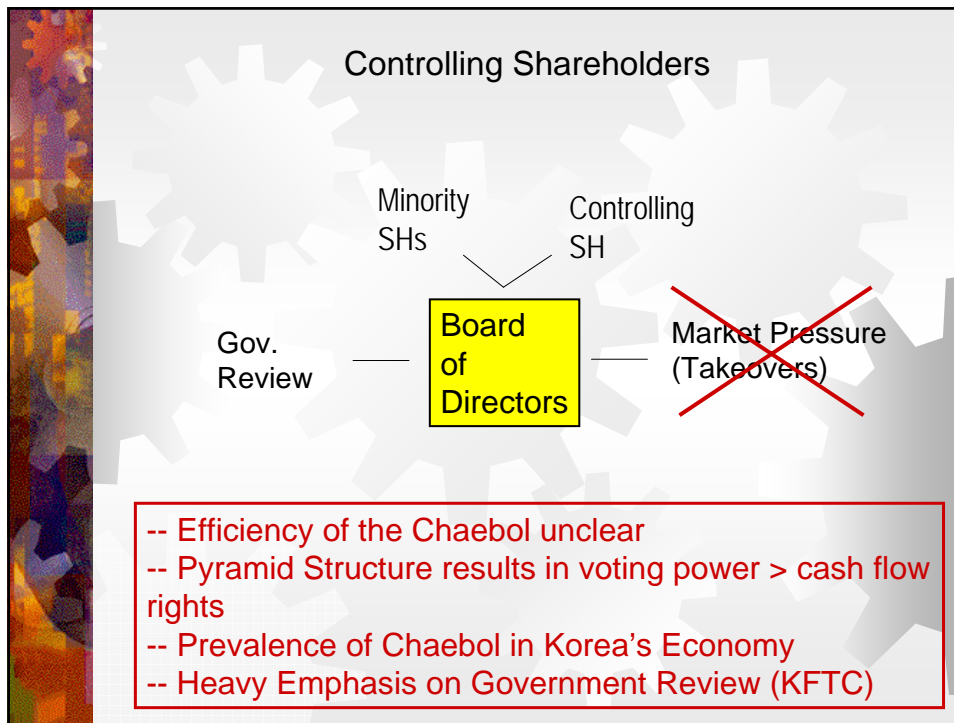 Controlling Shareholders
Minority
SHs
Controlling
SH
Gov.
Review
Board
of
Directors
Market Pressure
(Takeovers)
-- Efficiency of the Chaebol unclear
-- Pyramid Structure results in voting power > cash flow
rights
-- Prevalence of Chaebol in Korea's Economy
-- Heavy Emphasis on Government Review (KFTC)